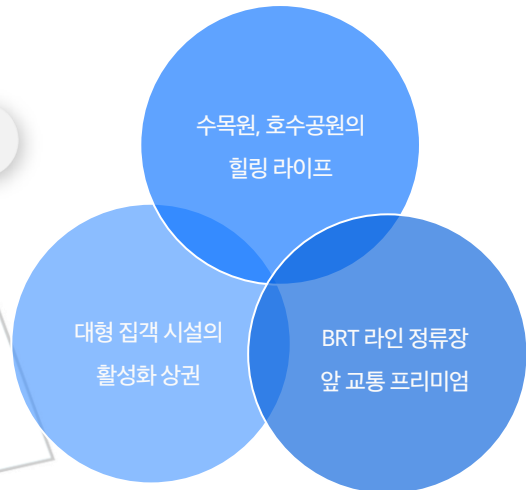 수목원, 호수공원의
힐링 라이프
대형 집객 시설의
활성화 상권
BRT 라인 정류장
앞 교통 프리미엄